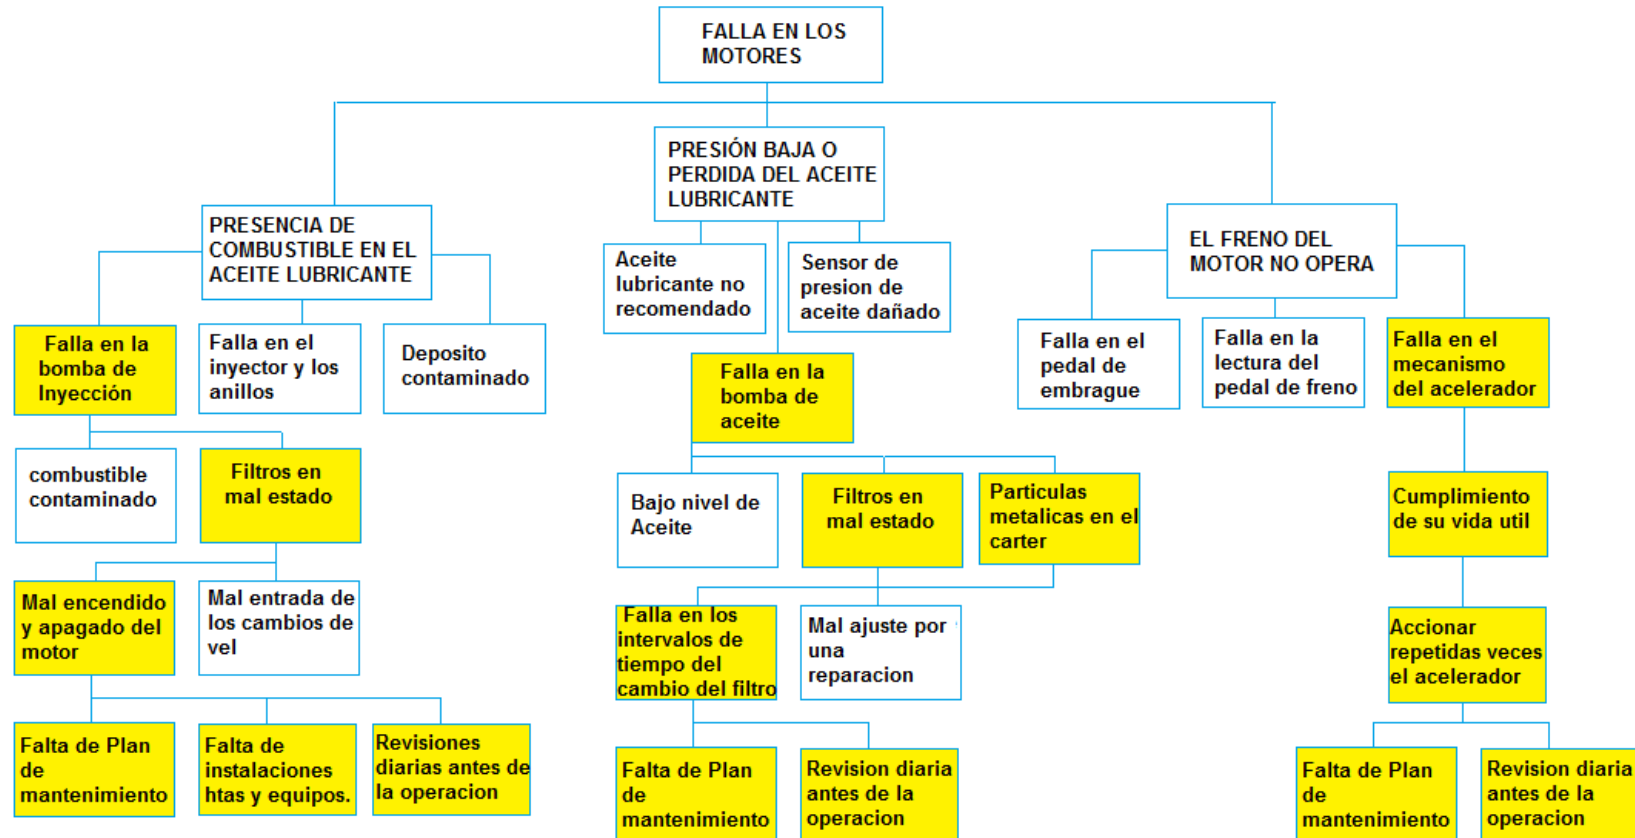 FALLA EN LOS
MOTORES
PRESIÓN BAJA O
PERDIDA DEL ACEITE
LUBRICANTE
PRESENCIA DE
COMBUSTIBLE EN EL
ACEITE LUBRICANTE
EL FRENO DEL
MOTOR NO OPERA
Aceite
lubricante no
recomendado
Sensor de
presion de
aceite dañado
Falla en la
bomba de
Inyección
Falla en el
inyector y los
anillos
Deposito
contaminado
Falla en la
bomba de
aceite
Falla en el
pedal de
embrague
Falla en la
lectura del
pedal de freno
Falla en el
mecanismo
del acelerador
combustible
contaminado
Filtros en
mal estado
Bajo nivel de
Aceite
Filtros en
mal estado
Particulas
metalicas en el
carter
Cumplimiento
de su vida util
Mal encendido
y apagado del
motor
Mal entrada de
los cambios de
vel
Falla en los
intervalos de
tiempo del
cambio del filtro
Mal ajuste por
una
reparacion
Accionar
repetidas veces
el acelerador
Falta de Plan
de
mantenimiento
Falta de
instalaciones
htas y equipos.
Revisiones
diarias antes de
la operacion
Falta de Plan
de
mantenimiento
Revision diaria
antes de la
operacion
Falta de Plan
de
mantenimiento
Revision diaria
antes de la
operacion